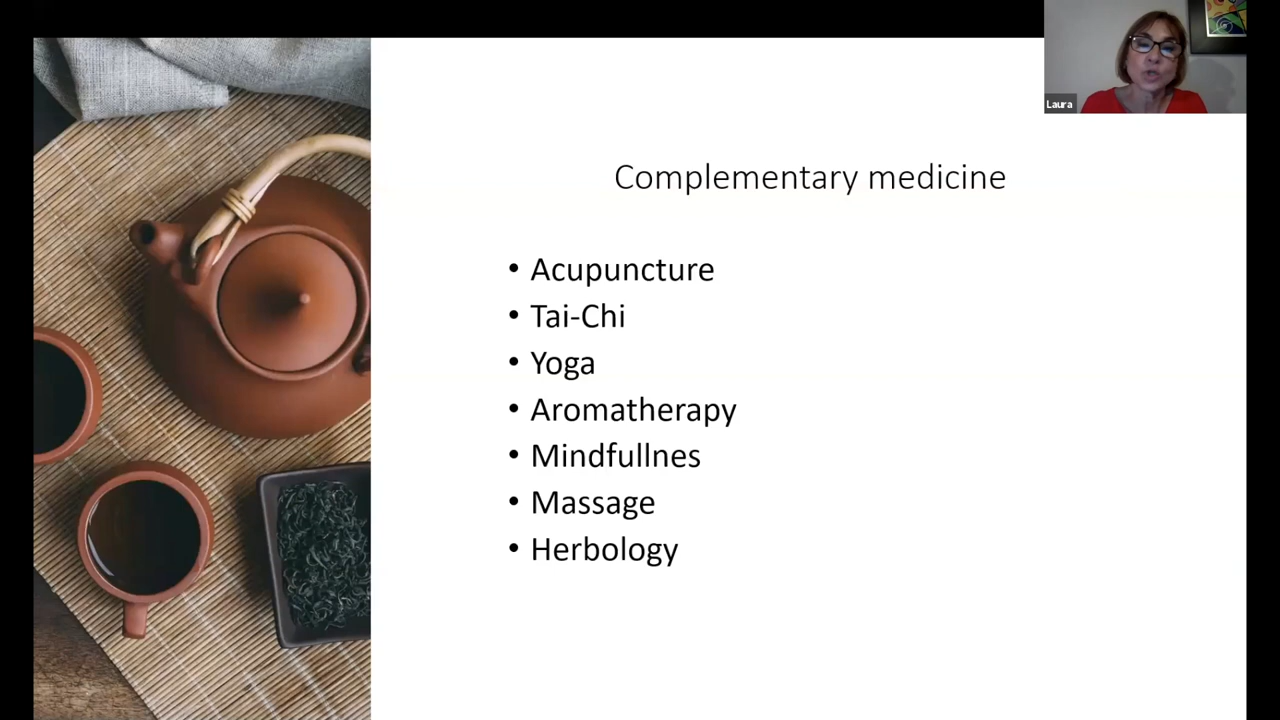 Laura
Complementary medicine
• Acupuncture
• Tai-Chi
• Yoga
• Aromatherapy
• Mindfullnes
• Massage
• Herbology